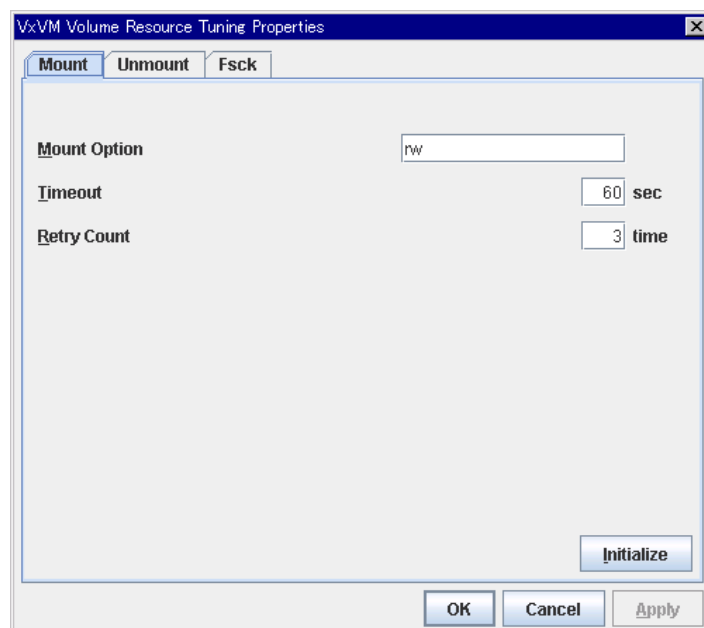 VxVM Volume Resource Tuning Properties
Mount Unmount Fsck
Mount Option rw
Timeout 60 sec
Retry Count 3 time
Initialize
OK Cancel Apply